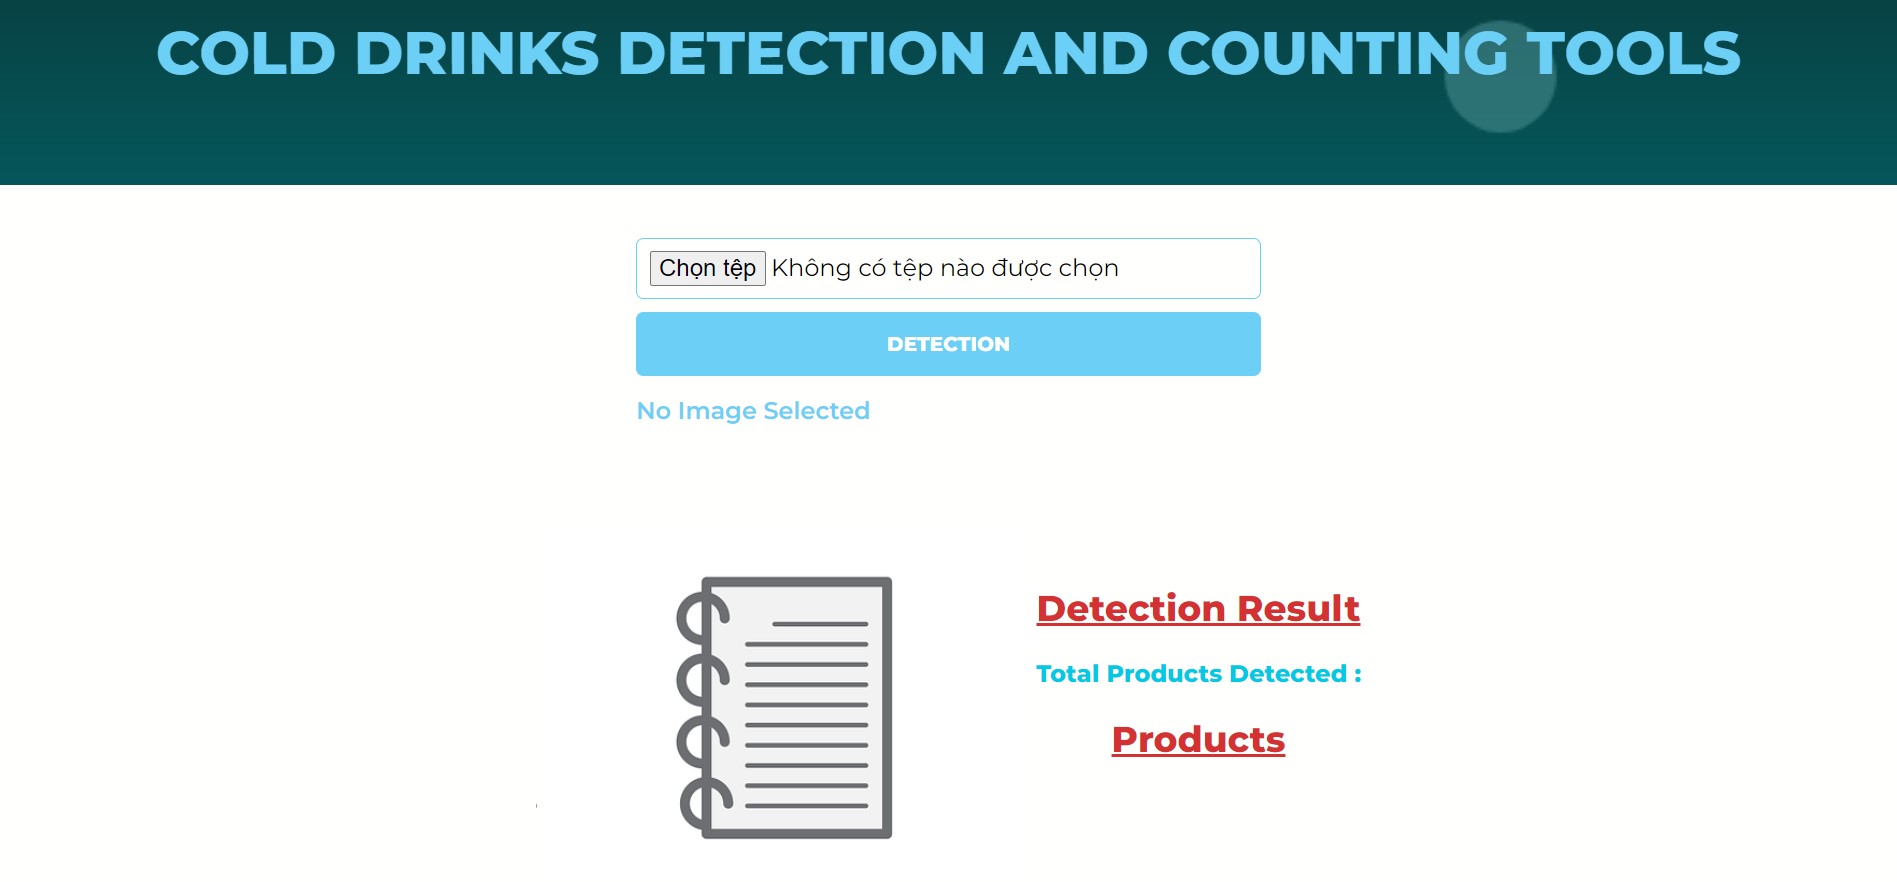 COLD DRINKS DETECTION AND COUNTING TOOLS
Chọn tệp Không có tệp nào được chọn
DETECTION
No Image Selected
Detection Result
Total Products Detected :
Products